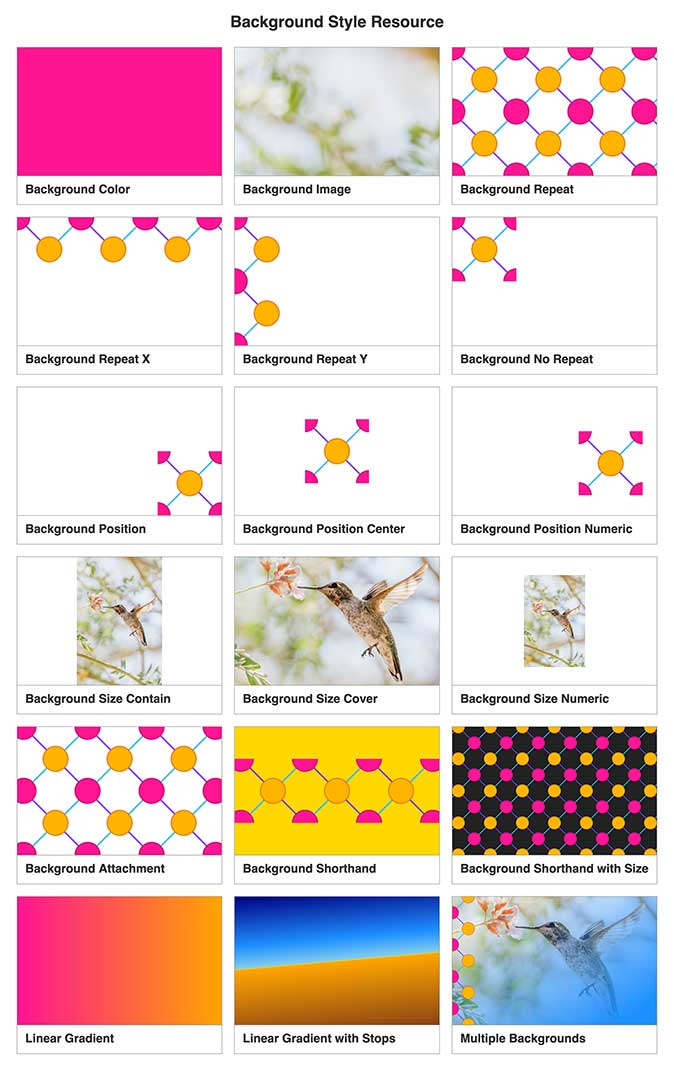 Background Style Resource
Background Color
Background Image
Background Repeat
Background Repeat X
Background Repeat Y
Background No Repeat
Background Position
Background Position Center
Background Position Numeric
Background Size Contain
Background Size Cover
Background Size Numeric
Background Attachment
Background Shorthand
Background Shorthand with Size
Linear Gradient
Linear Gradient with Stops
Multiple Backgrounds